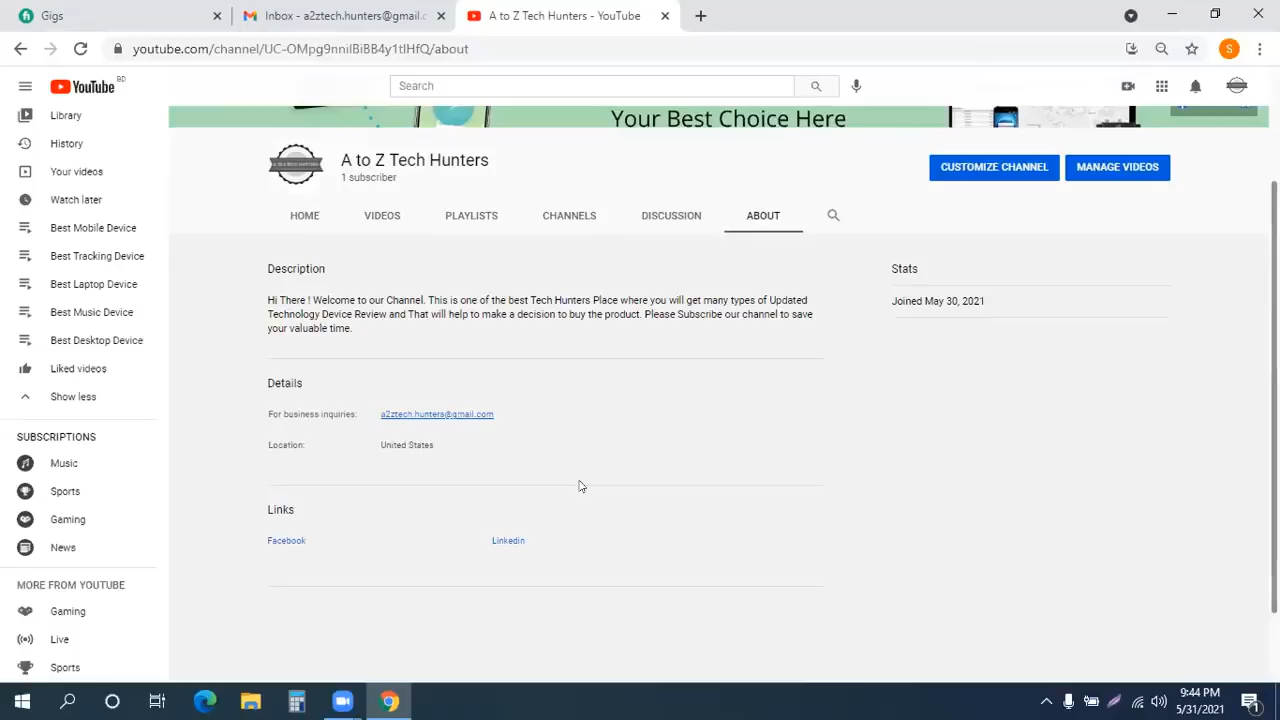 Gigs
Inbox - a2ztech.hunters@gmail.c
A to Z Tech Hunters - YouTube
S
youtube.com/channel/UC-OMpg9nnilBiBB4y1tIHfQ/about
YouTube BD
Search
Library
History
Your videos
Watch later
Best Mobile Device
Best Tracking Device
Best Laptop Device
Best Music Device
Best Desktop Device
Liked videos
Show less
SUBSCRIPTIONS
Music
Sports
Gaming
News
MORE FROM YOUTUBE
Gaming
Live
Sports
Your Best Choice Here
A TO Z TECH HUNTERS
A to Z Tech Hunters
1 subscriber
CUSTOMIZE CHANNEL
MANAGE VIDEOS
HOME
VIDEOS
PLAYLISTS
CHANNELS
DISCUSSION
ABOUT
Description
Hi There ! Welcome to our Channel. This is one of the best Tech Hunters Place where you will get many types of Updated
Technology Device Review and That will help to make a decision to buy the product. Please Subscribe our channel to save
your valuable time.
Details
For business inquiries: a2ztech.hunters@gmail.com
Location: United States
Links
Facebook
Linkedin
Stats
Joined May 30, 2021
9:44 PM
5/31/2021
1